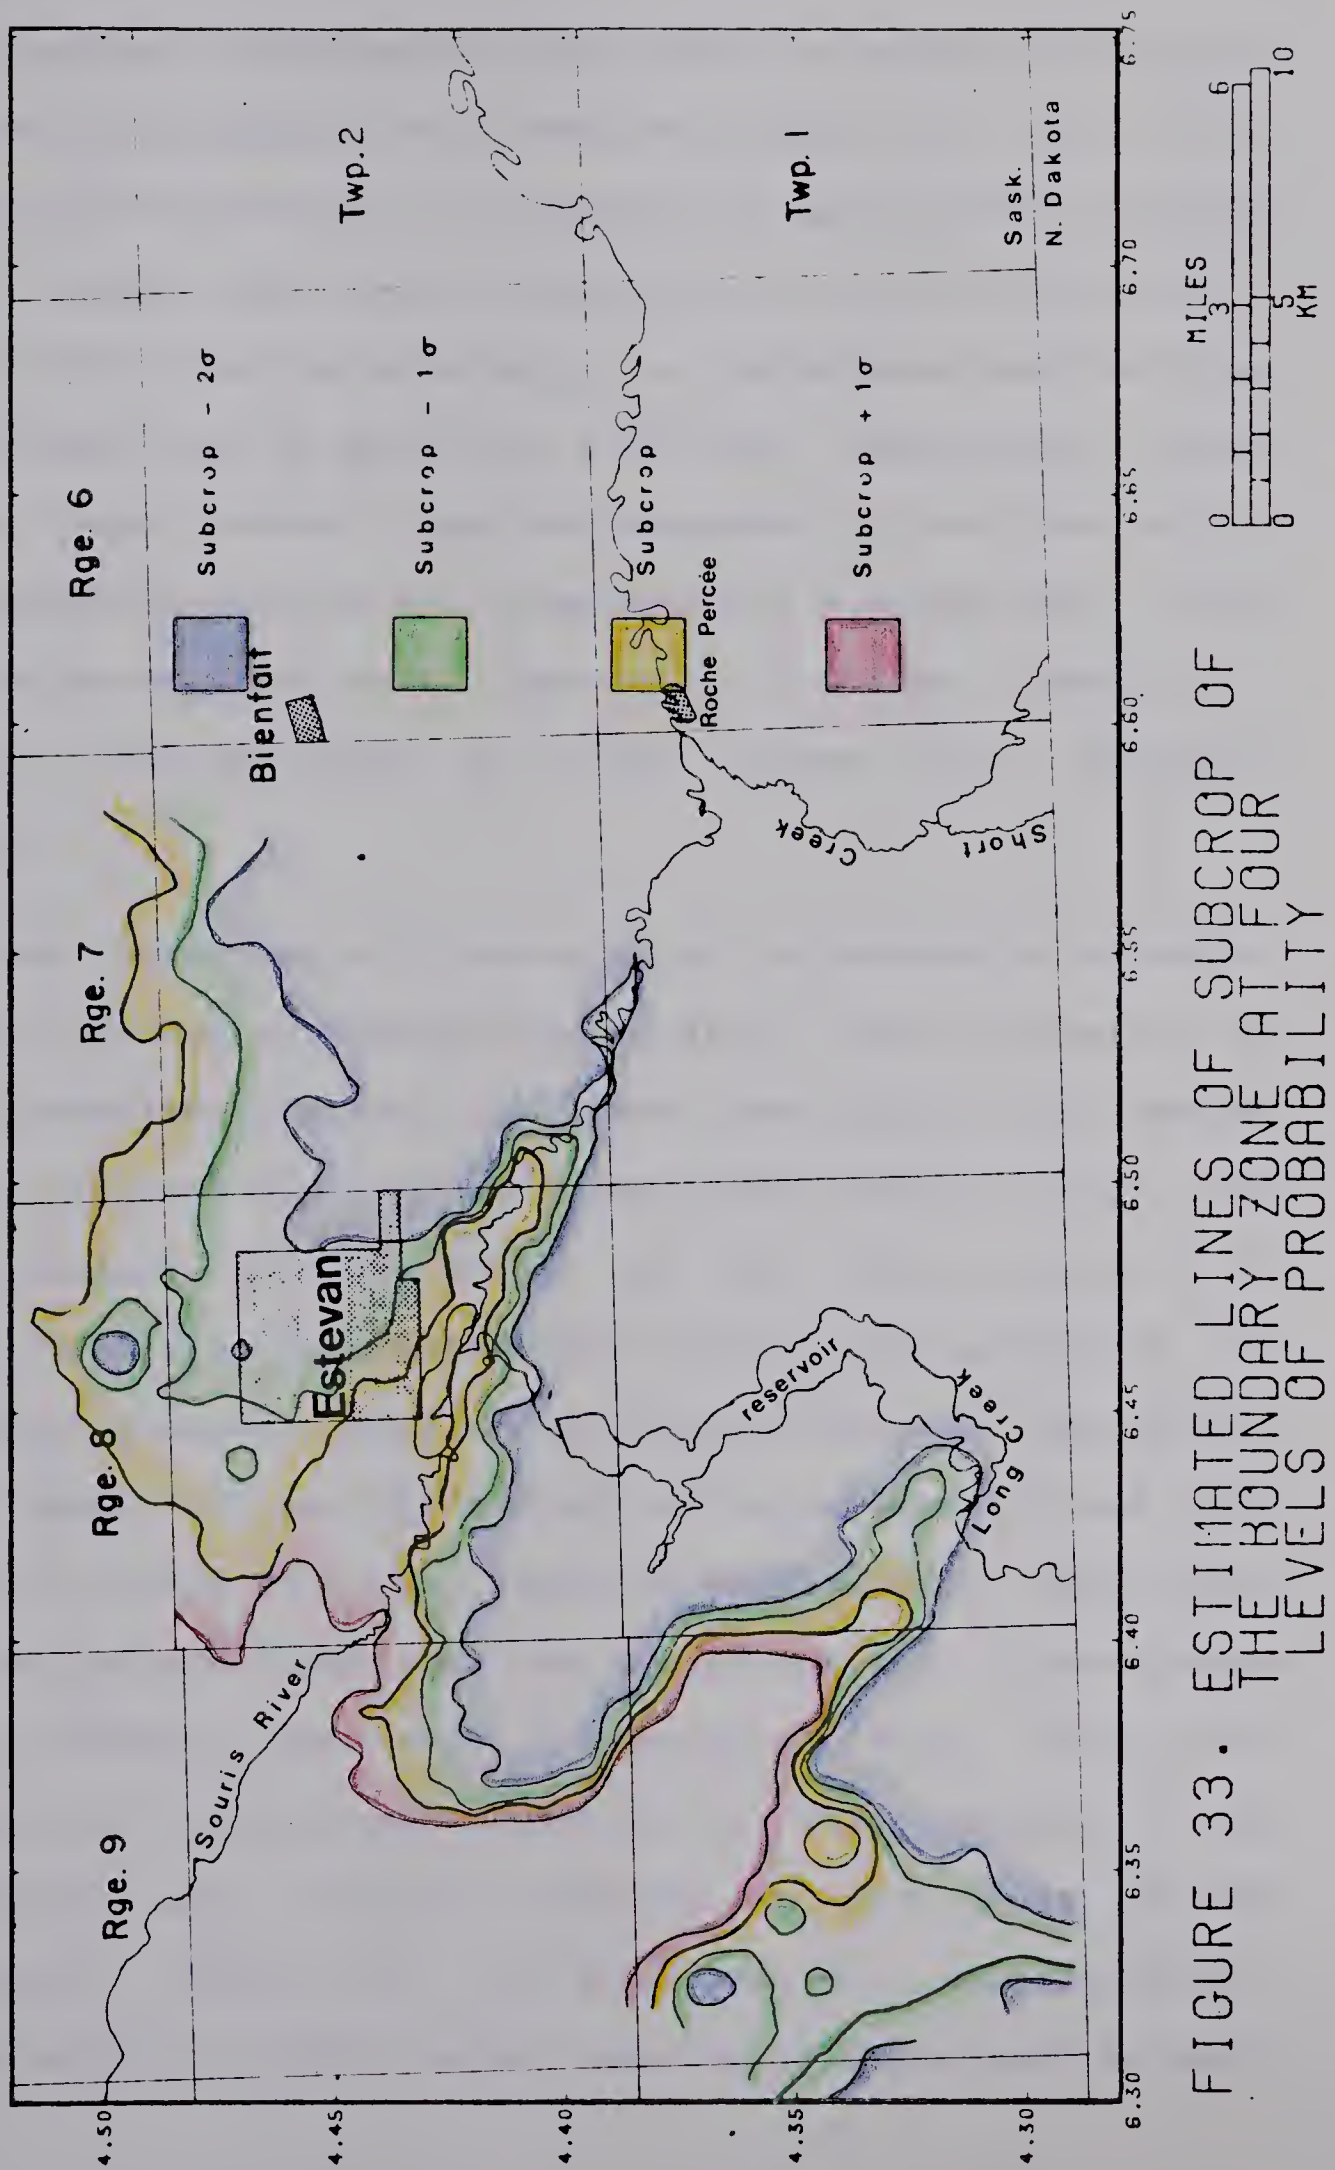 Rge. 9
Rge. 8
Rge. 7
Rge. 6
Souris River
Estevan
Bienfait
Subcrop - 2σ
Twp. 2
Subcrop - 1σ
Subcrop
Roche Percée
Subcrop + 1σ
Twp. 1
reservoir
Long Creek
Short Creek
Sask.
N. Dakota
4.50
4.45
4.40
4.35
4.30
6.30
6.35
6.40
6.45
6.50
6.55
6.60
6.65
6.70
6.75
MILES
0 3 6
0 5 10
KM
FIGURE 33. ESTIMATED LINES OF SUBCROP OF
THE BOUNDARY ZONE AT FOUR
LEVELS OF PROBABILITY